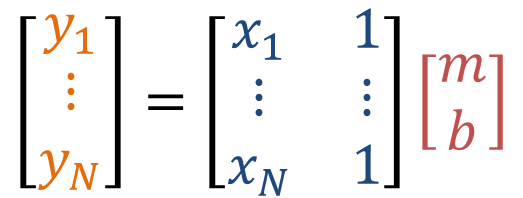 [y₁ ⋮ y_N] = [x₁ 1 ⋮ ⋮ x_N 1] [m b]